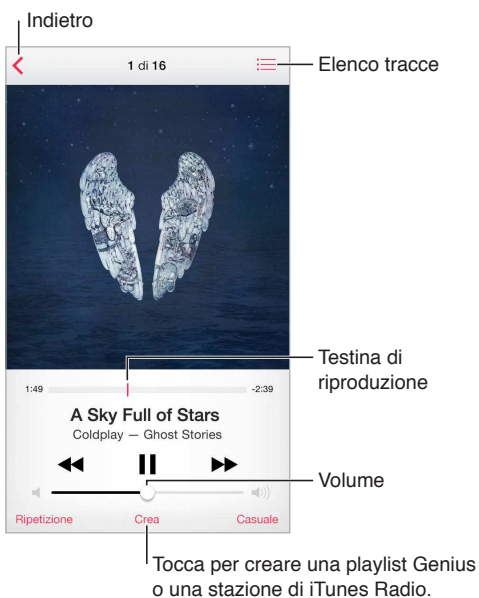 Indietro
1 di 16
Elenco tracce
Testina di
riproduzione
1:49
-2:39
A Sky Full of Stars
Coldplay — Ghost Stories
Volume
Ripetizione
Crea
Casuale
Tocca per creare una playlist Genius
o una stazione di iTunes Radio.